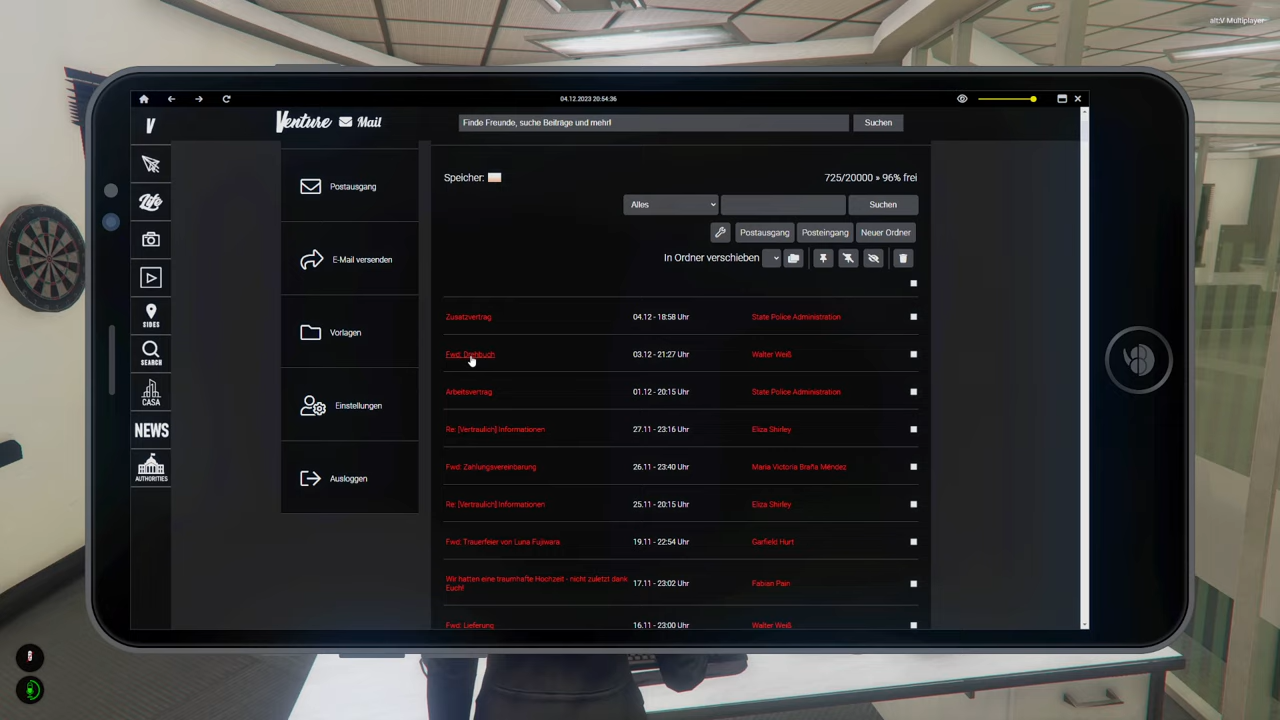 alt:V Multiplayer
04.12.2023 20:54:36
V
Venture Mail
Finde Freunde, suche Beiträge und mehr!
Suchen
Life
SIDES
SEARCH
CASA
NEWS
AUTHORITIES
Postausgang
E-Mail versenden
Vorlagen
Einstellungen
Ausloggen
Speicher:
725/20000 » 96% frei
Alles
Suchen
Postausgang
Posteingang
Neuer Ordner
In Ordner verschieben
Zusatzvertrag 04.12 - 18:58 Uhr State Police Administration
Fwd: Drehbuch 03.12 - 21:27 Uhr Walter Weiß
Arbeitsvertrag 01.12 - 20:15 Uhr State Police Administration
Re: [Vertraulich] Informationen 27.11 - 23:16 Uhr Eliza Shirley
Fwd: Zahlungsvereinbarung 26.11 - 23:40 Uhr Maria Victoria Braña Méndez
Re: [Vertraulich] Informationen 25.11 - 20:15 Uhr Eliza Shirley
Fwd: Trauerfeier von Luna Fujiwara 19.11 - 22:54 Uhr Garfield Hurt
Wir hatten eine traumhafte Hochzeit - nicht zuletzt dank
Euch! 17.11 - 23:02 Uhr Fabian Pain
Fwd: Lieferung 16.11 - 23:00 Uhr Walter Weiß